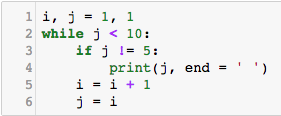 1 i, j = 1, 1
2 while j < 10:
3     if j != 5:
4         print(j, end = ' ')
5     i = i + 1
6     j = i